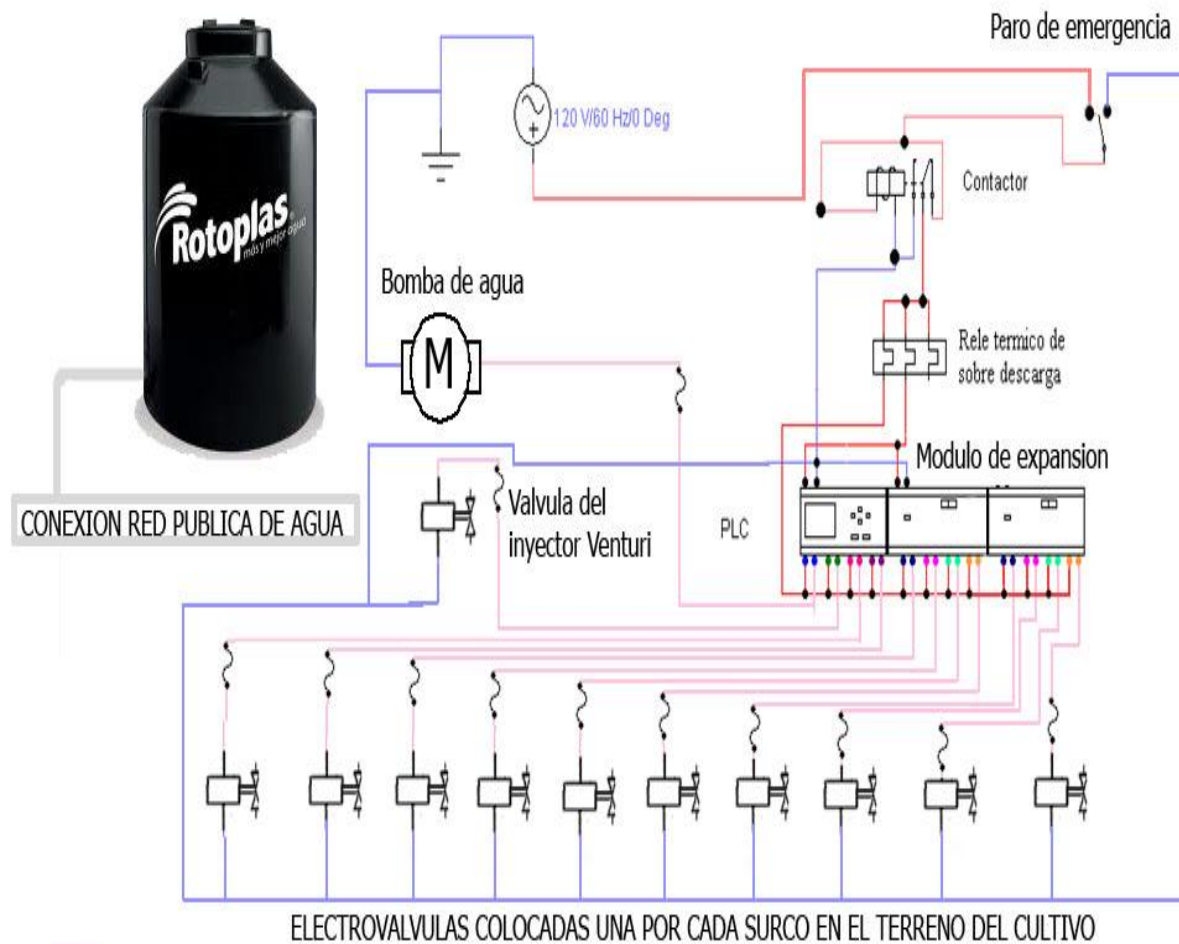 Paro de emergencia
120 V/60 Hz/0 Deg
Contactor
Rotoplas
más y mejor agua
Bomba de agua
M
Rele termico de
sobre descarga
Modulo de expansion
CONEXION RED PUBLICA DE AGUA
Valvula del
inyector Venturi
PLC
ELECTROVALVULAS COLOCADAS UNA POR CADA SURCO EN EL TERRENO DEL CULTIVO